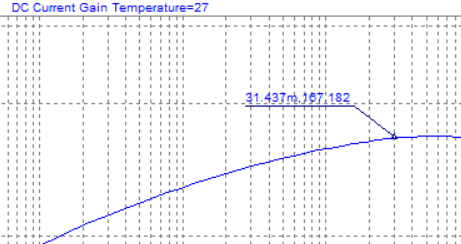 DC Current Gain Temperature=27
31.437m,167.182